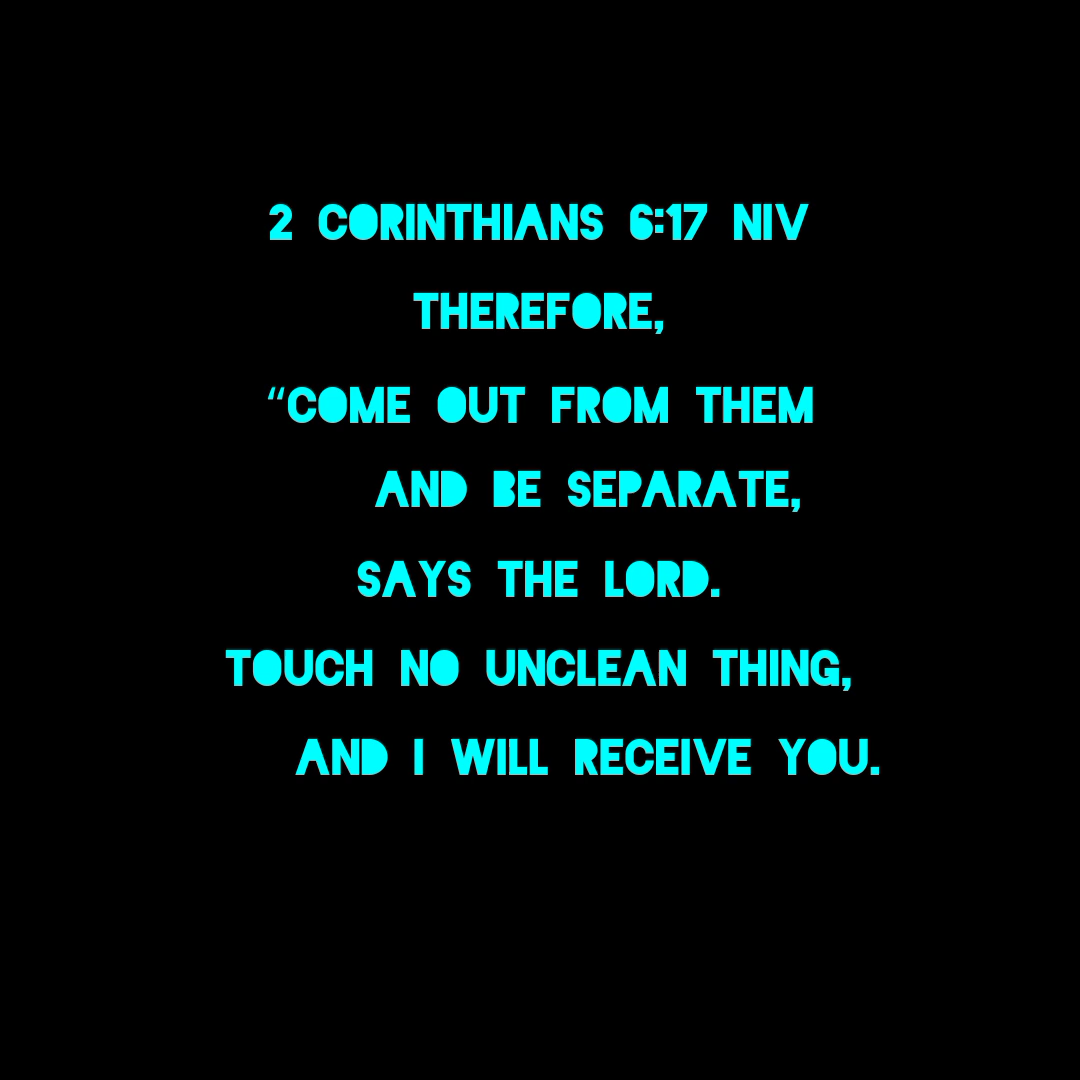 2 CORINTHIANS 6:17 NIV
THEREFORE,
“COME OUT FROM THEM
AND BE SEPARATE,
SAYS THE LORD.
TOUCH NO UNCLEAN THING,
AND I WILL RECEIVE YOU.